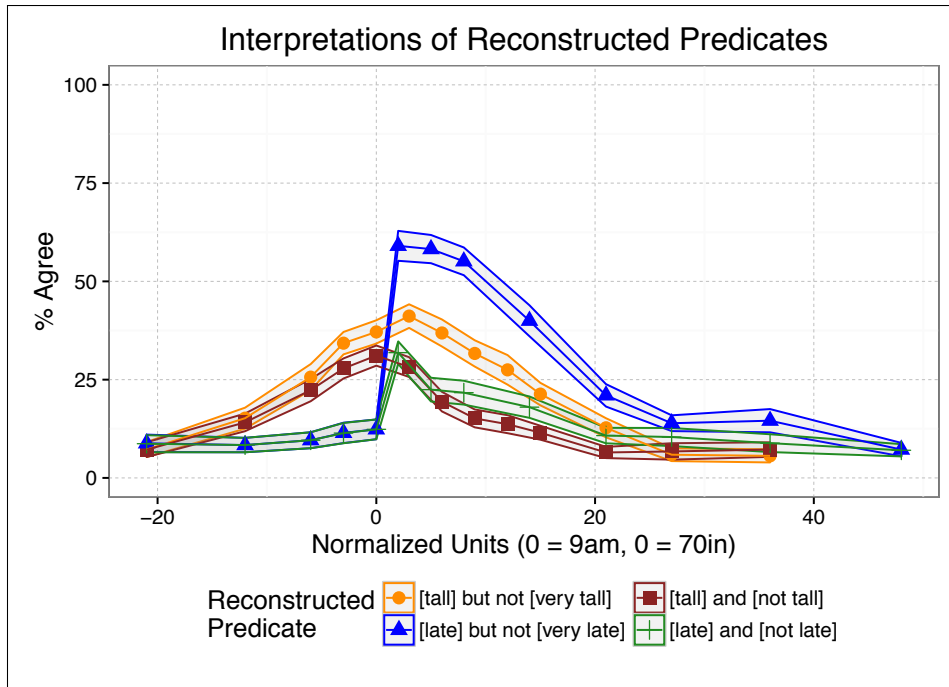 Interpretations of Reconstructed Predicates
100
75
50
25
0
% Agree
−20 0 20 40
Normalized Units (0 = 9am, 0 = 70in)
Reconstructed Predicate
[tall] but not [very tall] [tall] and [not tall]
[late] but not [very late] [late] and [not late]